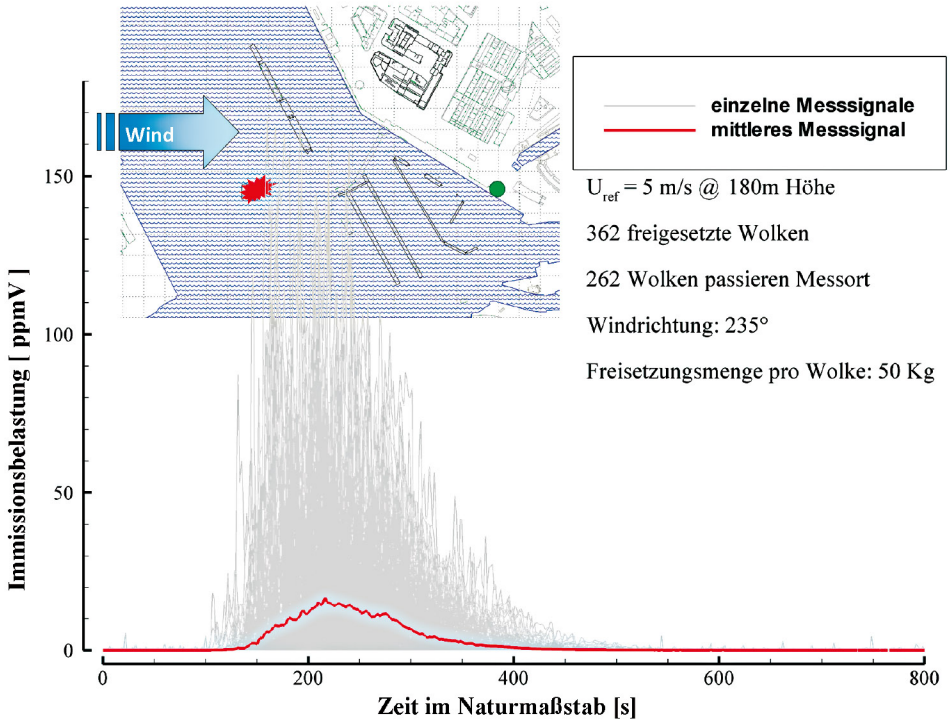 Wind
einzelne Messsignale
mittleres Messsignal
U_ref = 5 m/s @ 180m Höhe
362 freigesetzte Wolken
262 Wolken passieren Messort
Windrichtung: 235°
Freisetzungsmenge pro Wolke: 50 Kg
Immissionsbelastung [ ppmV]
150
100
50
0
0
200
400
600
800
Zeit im Naturmaßstab [s]